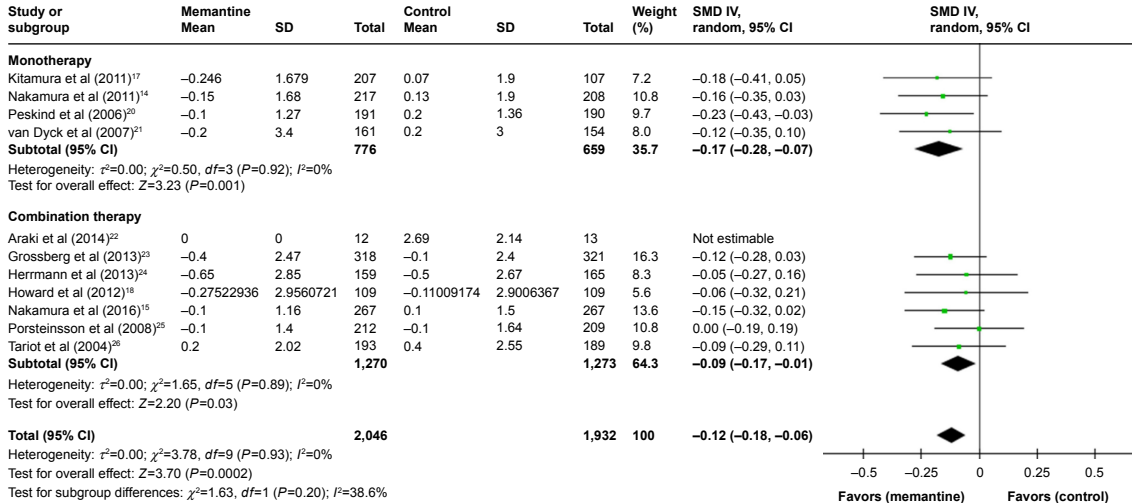 Study or subgroup Memantine Mean SD Total Control Mean SD Total Weight (%) SMD IV, random, 95% CI SMD IV, random, 95% CI
Monotherapy
Kitamura et al (2011)17 −0.246 1.679 207 0.07 1.9 107 7.2 −0.18 (−0.41, 0.05)
Nakamura et al (2011)14 −0.15 1.68 217 0.13 1.9 208 10.8 −0.16 (−0.35, 0.03)
Peskind et al (2006)20 −0.1 1.27 191 0.2 1.36 190 9.7 −0.23 (−0.43, −0.03)
van Dyck et al (2007)21 −0.2 3.4 161 0.2 3 154 8.0 −0.12 (−0.35, 0.10)
Subtotal (95% CI) 776 659 35.7 −0.17 (−0.28, −0.07)
Heterogeneity: τ²=0.00; χ²=0.50, df=3 (P=0.92); I²=0%
Test for overall effect: Z=3.23 (P=0.001)
Combination therapy
Araki et al (2014)22 0 0 12 2.69 2.14 13 Not estimable
Grossberg et al (2013)23 −0.4 2.47 318 −0.1 2.4 321 16.3 −0.12 (−0.28, 0.03)
Herrmann et al (2013)24 −0.65 2.85 159 −0.5 2.67 165 8.3 −0.05 (−0.27, 0.16)
Howard et al (2012)18 −0.27522936 2.9560721 109 −0.11009174 2.9006367 109 5.6 −0.06 (−0.32, 0.21)
Nakamura et al (2016)15 −0.1 1.16 267 0.1 1.5 267 13.6 −0.15 (−0.32, 0.02)
Porsteinsson et al (2008)25 −0.1 1.4 212 −0.1 1.64 209 10.8 0.00 (−0.19, 0.19)
Tariot et al (2004)26 0.2 2.02 193 0.4 2.55 189 9.8 −0.09 (−0.29, 0.11)
Subtotal (95% CI) 1,270 1,273 64.3 −0.09 (−0.17, −0.01)
Heterogeneity: τ²=0.00; χ²=1.65, df=5 (P=0.89); I²=0%
Test for overall effect: Z=2.20 (P=0.03)
Total (95% CI) 2,046 1,932 100 −0.12 (−0.18, −0.06)
Heterogeneity: τ²=0.00; χ²=3.78, df=9 (P=0.93); I²=0%
Test for overall effect: Z=3.70 (P=0.0002)
Test for subgroup differences: χ²=1.63, df=1 (P=0.20); I²=38.6%
−0.5 −0.25 0 0.25 0.5
Favors (memantine) Favors (control)